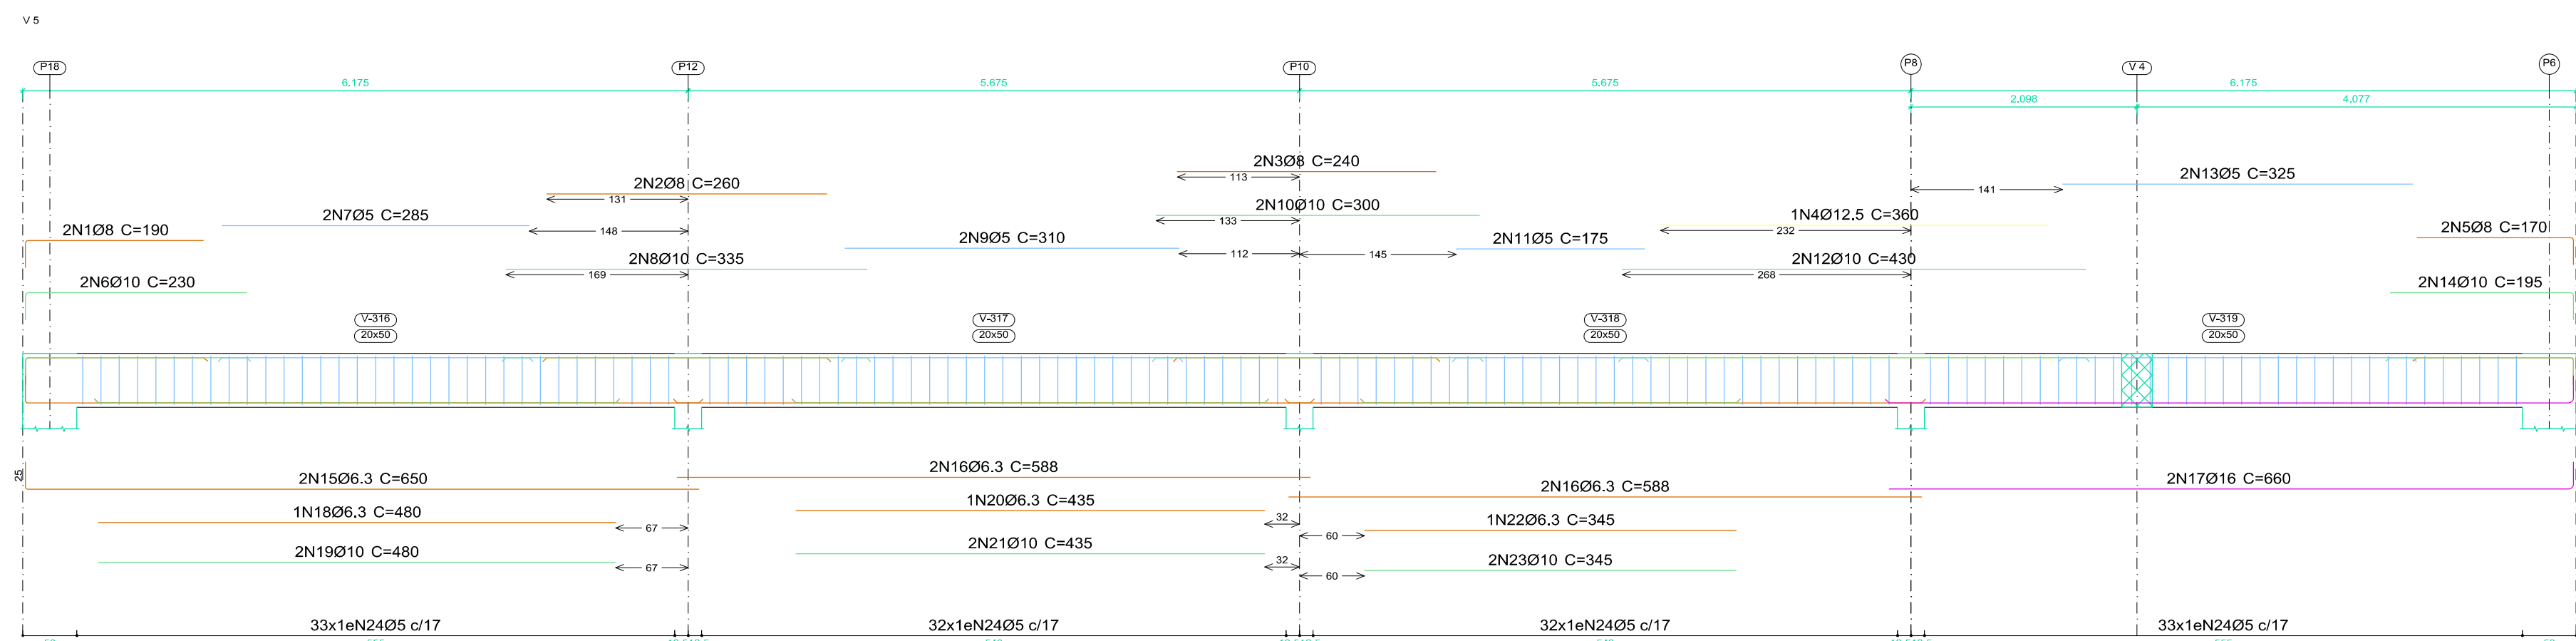 V 5
P18 P12 P10 P8 V 4 P6
6.175 5.675 5.675 6.175
2.098 4.077
2N3Ø8 C=240
113
2N2Ø8 C=260
131
2N13Ø5 C=325
141
2N10Ø10 C=300
133
1N4Ø12.5 C=360
232
2N1Ø8 C=190
2N7Ø5 C=285
148
2N9Ø5 C=310
112
145
2N11Ø5 C=175
2N5Ø8 C=170
2N8Ø10 C=335
169
2N12Ø10 C=430
268
2N6Ø10 C=230
2N14Ø10 C=195
V-316 V-317 V-318 V-319
20x50 20x50 20x50 20x50
25
2N15Ø6.3 C=650
2N16Ø6.3 C=588
2N16Ø6.3 C=588
2N17Ø16 C=660
1N18Ø6.3 C=480
67
1N20Ø6.3 C=435
32
1N22Ø6.3 C=345
60
2N19Ø10 C=480
67
2N21Ø10 C=435
32
2N23Ø10 C=345
60
33x1eN24Ø5 c/17 32x1eN24Ø5 c/17 32x1eN24Ø5 c/17 33x1eN24Ø5 c/17